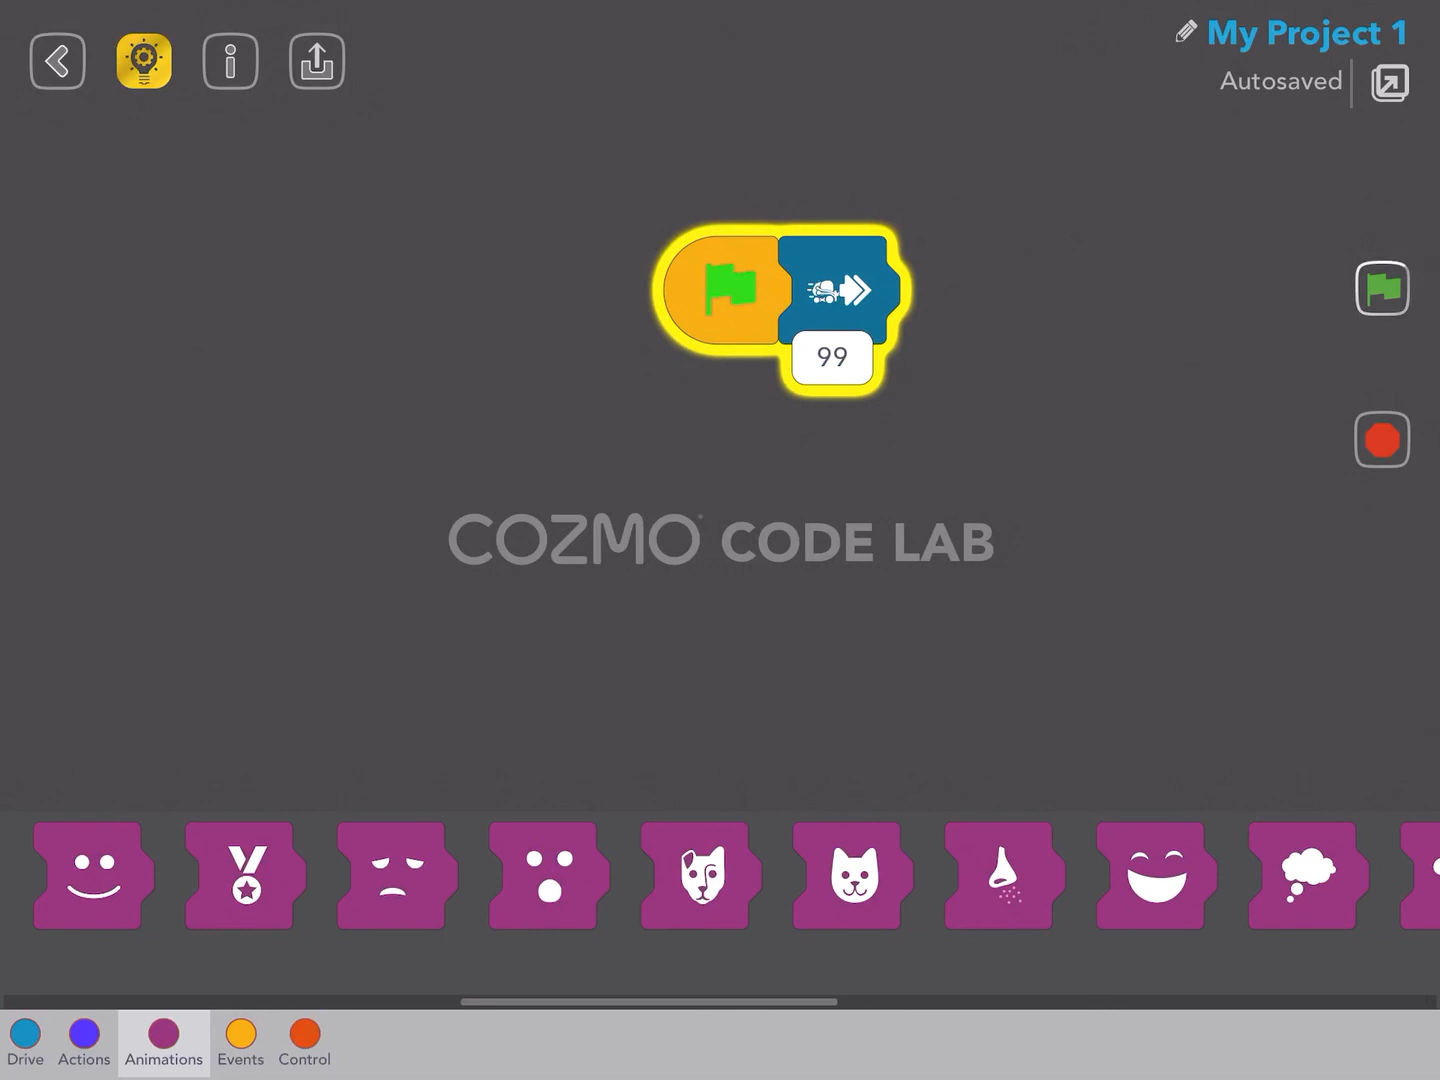 My Project 1
Autosaved
99
COZMO CODE LAB
Drive
Actions
Animations
Events
Control